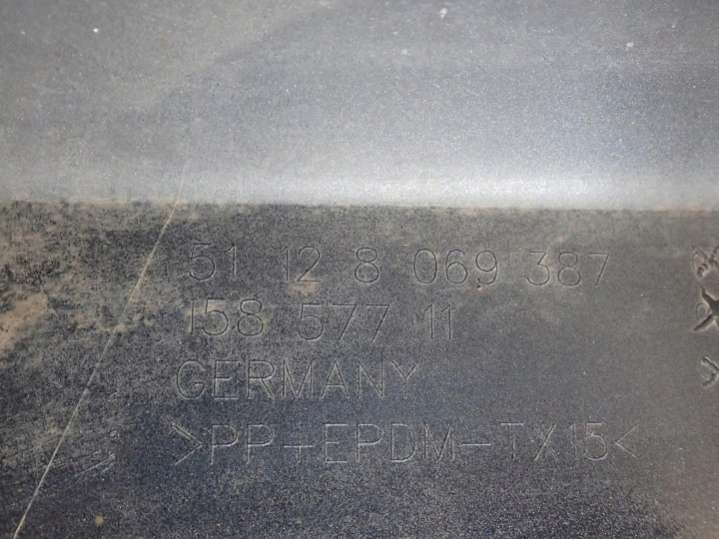 51 12 8 069 387
158 577 11
GERMANY
>PP-EPDM-TX15<